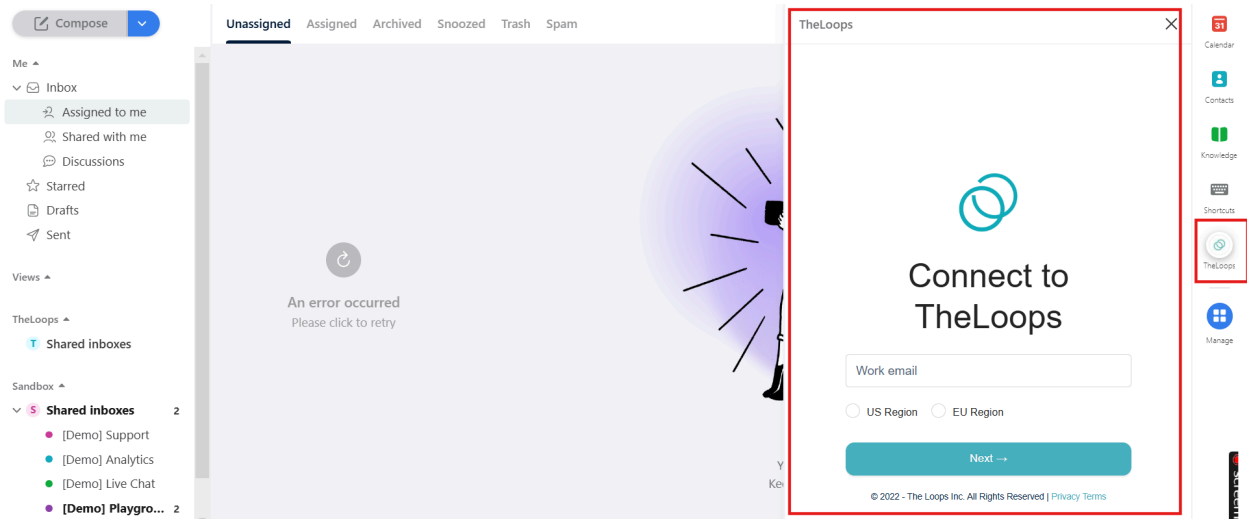 Compose
Me
Inbox
Assigned to me
Shared with me
Discussions
Starred
Drafts
Sent
Views
TheLoops
T Shared inboxes
Sandbox
S Shared inboxes 2
[Demo] Support
[Demo] Analytics
[Demo] Live Chat
[Demo] Playgro... 2
Unassigned Assigned Archived Snoozed Trash Spam
An error occurred
Please click to retry
TheLoops
Connect to
TheLoops
Work email
US Region EU Region
Next →
© 2022 - The Loops Inc. All Rights Reserved | Privacy Terms
31
Calendar
Contacts
Knowledge
Shortcuts
TheLoops
Manage